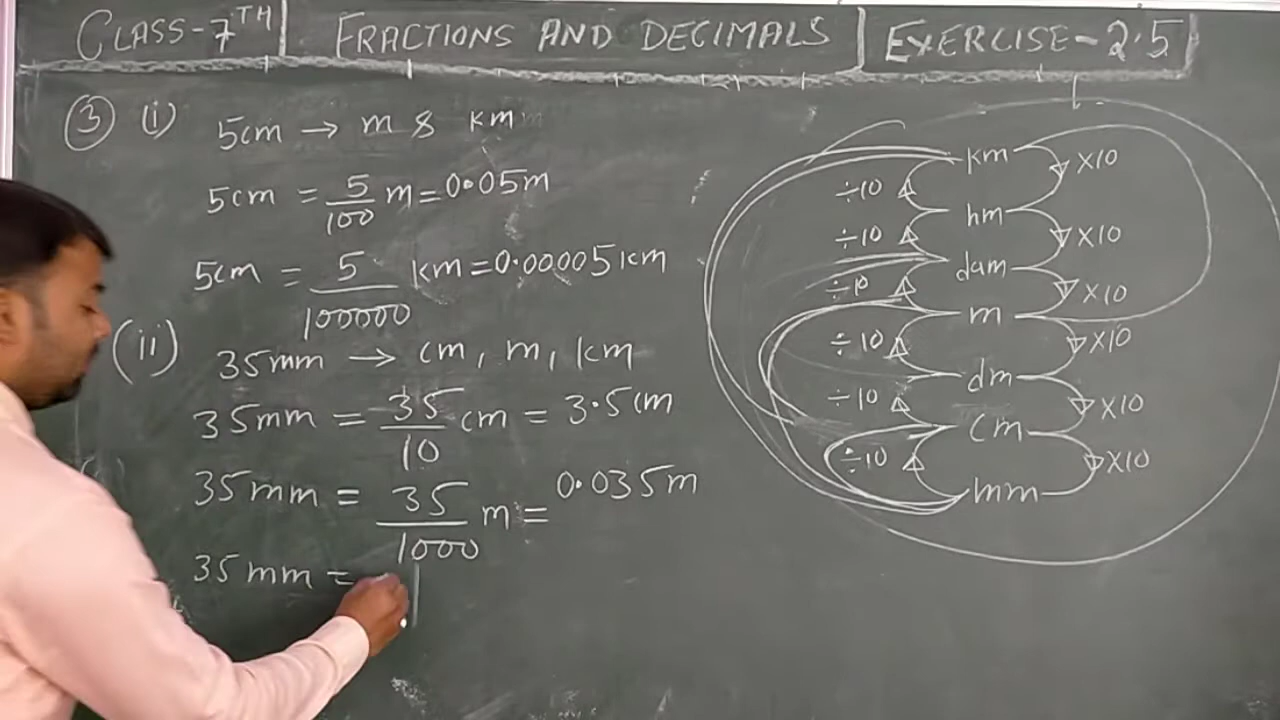 CLASS-7TH FRACTIONS AND DECIMALS EXERCISE-2.5
3 (i) 5cm → m & km
5cm = 5/100 m = 0.05m
5cm = 5/100000 km = 0.00005km
(ii) 35mm → cm, m, km
35mm = 35/10 cm = 3.5cm
35mm = 35/1000 m = 0.035m
35mm =
km
÷10 ×10
hm
÷10 ×10
dam
÷10 ×10
m
÷10 ×10
dm
÷10 ×10
cm
÷10 ×10
mm